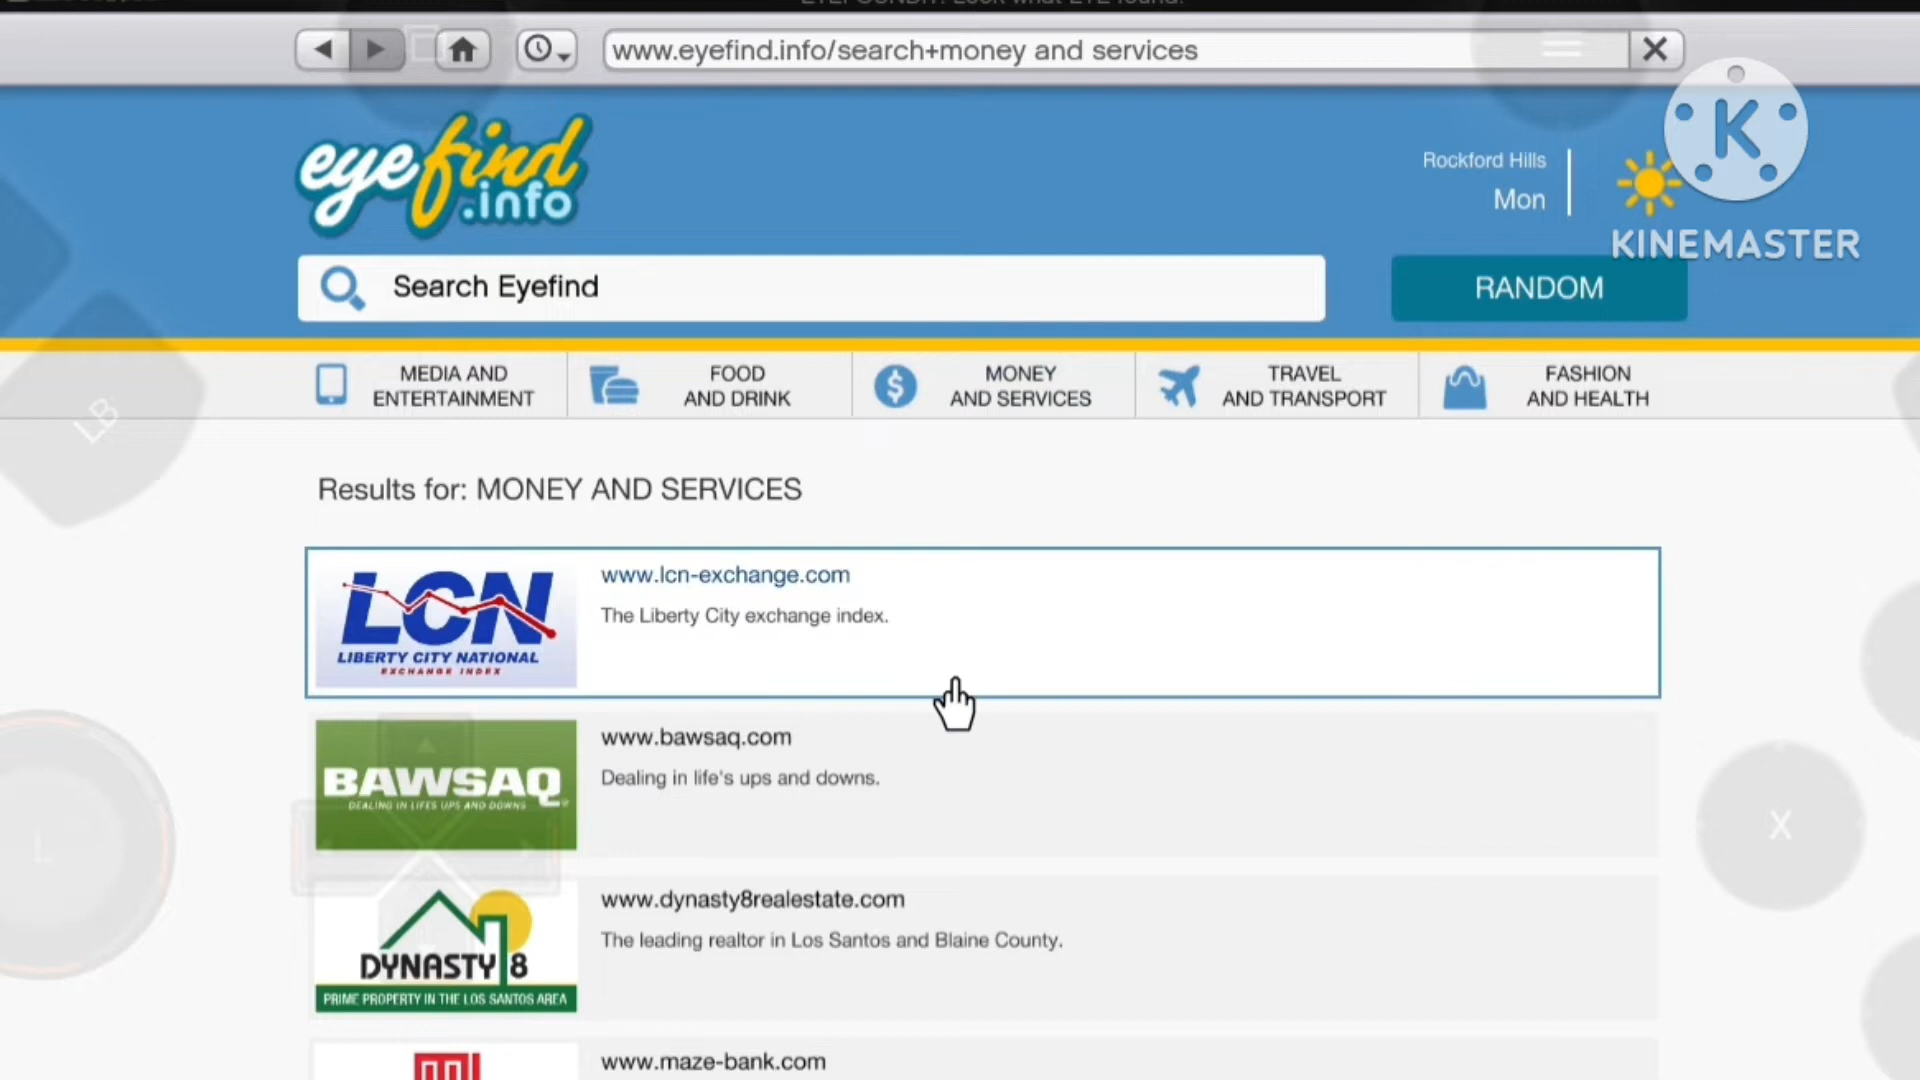 www.eyefind.info/search+money and services
eyefind
.info
Rockford Hills
Mon
K
KINEMASTER
Search Eyefind
RANDOM
MEDIA AND
ENTERTAINMENT
FOOD
AND DRINK
MONEY
AND SERVICES
TRAVEL
AND TRANSPORT
FASHION
AND HEALTH
LB
Results for: MONEY AND SERVICES
LCN
LIBERTY CITY NATIONAL
EXCHANGE INDEX
www.lcn-exchange.com
The Liberty City exchange index.
BAWSAQ
DEALING IN LIFE'S UPS AND DOWNS
www.bawsaq.com
Dealing in life's ups and downs.
L
X
DYNASTY 8
PRIME PROPERTY IN THE LOS SANTOS AREA
www.dynasty8realestate.com
The leading realtor in Los Santos and Blaine County.
www.maze-bank.com